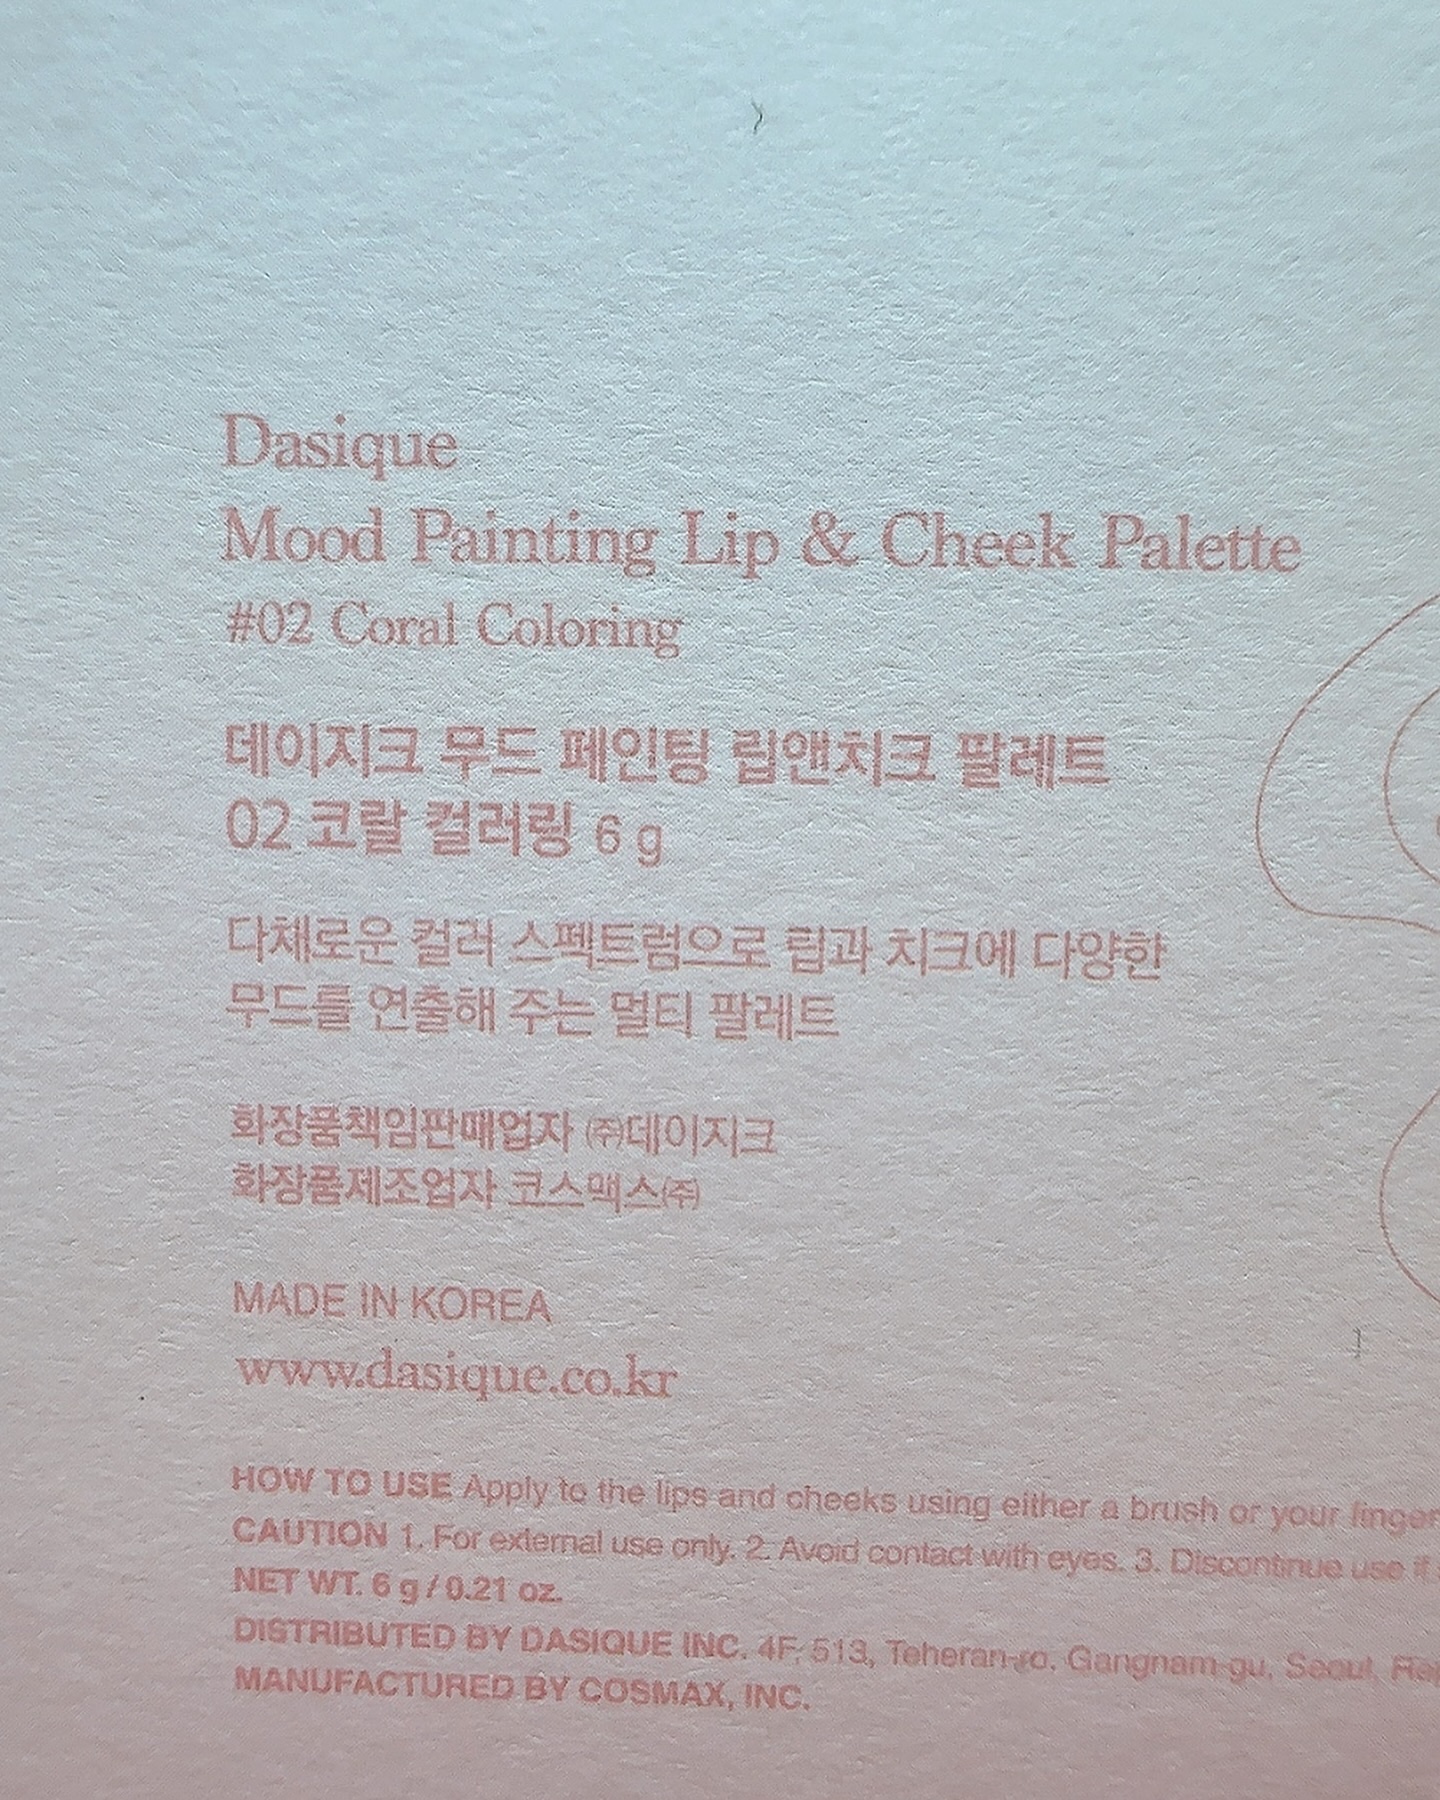 Dasique
Mood Painting Lip & Cheek Palette
#02 Coral Coloring
데이지크 무드 페인팅 립앤치크 팔레트
02 코랄 컬러링 6 g
다채로운 컬러 스펙트럼으로 립과 치크에 다양한
무드를 연출해 주는 멀티 팔레트
화장품책임판매업자 ㈜데이지크
화장품제조업자 코스맥스㈜
MADE IN KOREA
www.dasique.co.kr
HOW TO USE Apply to the lips and cheeks using either a brush or your finger
CAUTION 1. For external use only. 2. Avoid contact with eyes. 3. Discontinue use if
NET WT. 6 g / 0.21 oz.
DISTRIBUTED BY DASIQUE INC. 4F, 513, Teheran-ro, Gangnam-gu, Seoul,
MANUFACTURED BY COSMAX, INC.